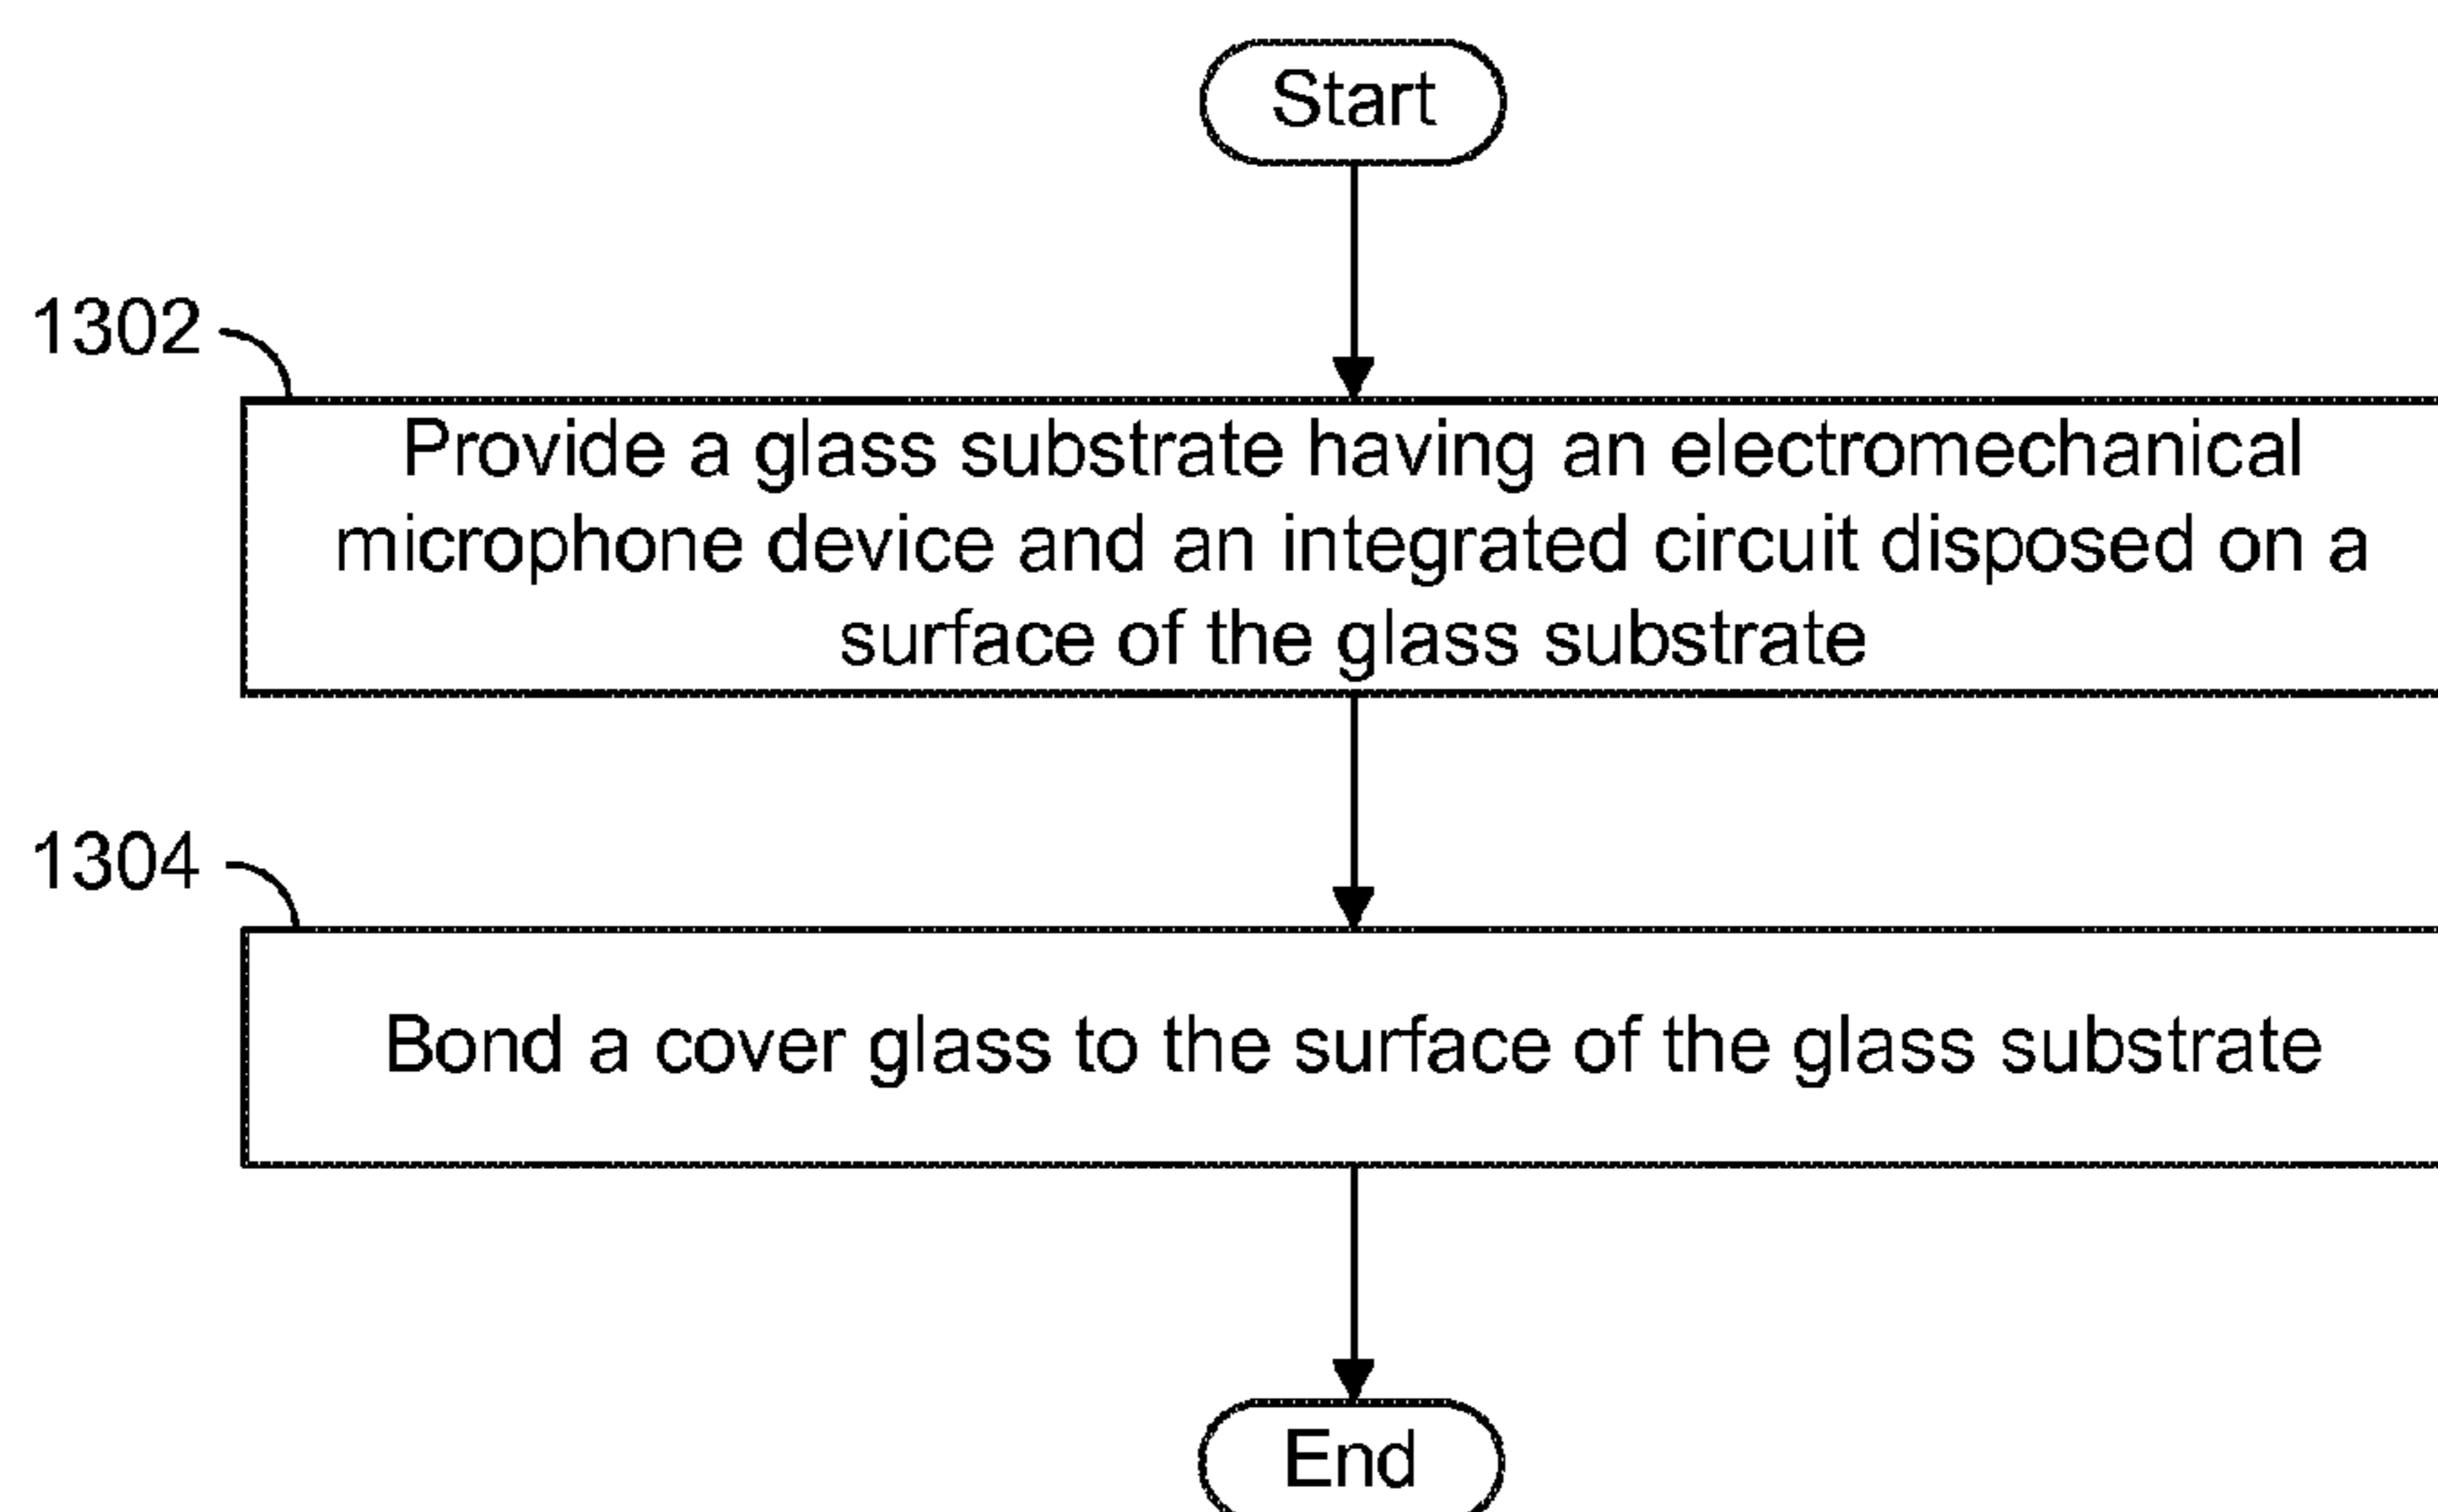 Start
1302
Provide a glass substrate having an electromechanical
microphone device and an integrated circuit disposed on a
surface of the glass substrate
1304
Bond a cover glass to the surface of the glass substrate
End